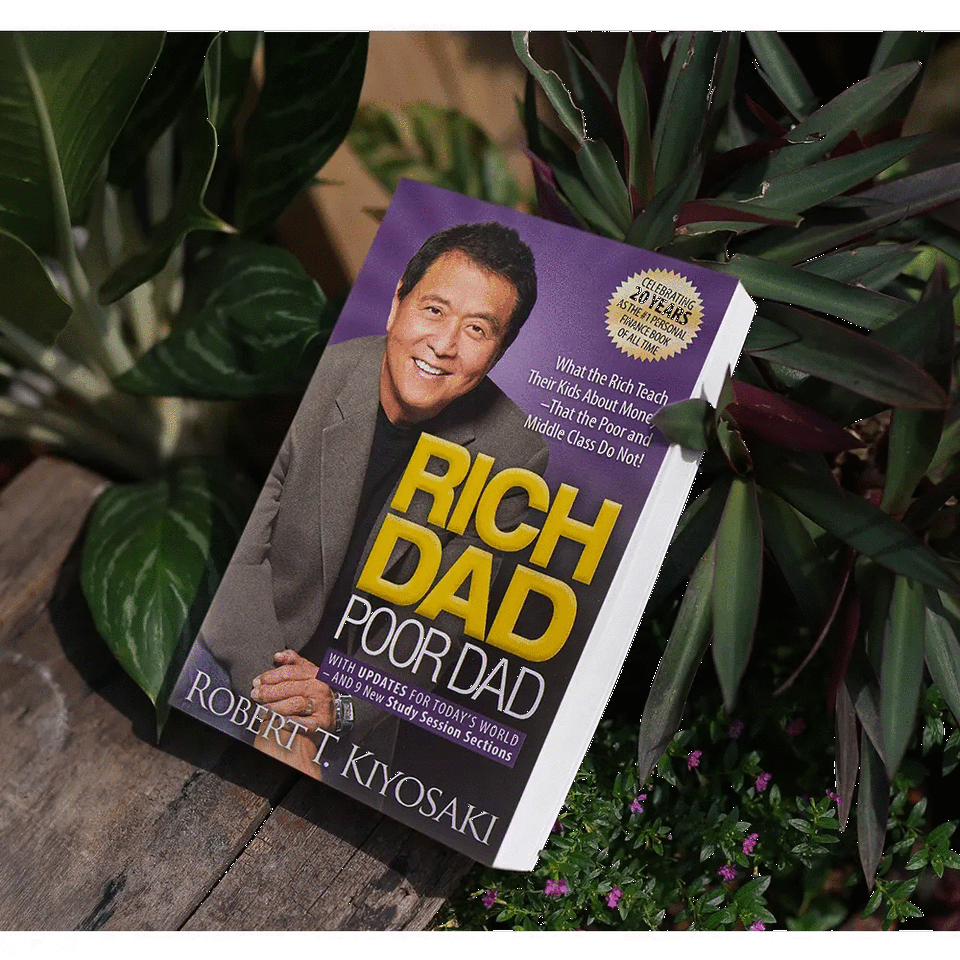 CELEBRATING
20 YEARS
AS THE #1 PERSONAL
FINANCE BOOK
OF ALL TIME
What the Rich Teach
Their Kids About Money
–That the Poor and
Middle Class Do Not!
RICH
DAD
POOR DAD
WITH UPDATES FOR TODAY'S WORLD
– AND 9 New Study Session Sections
ROBERT T. KIYOSAKI